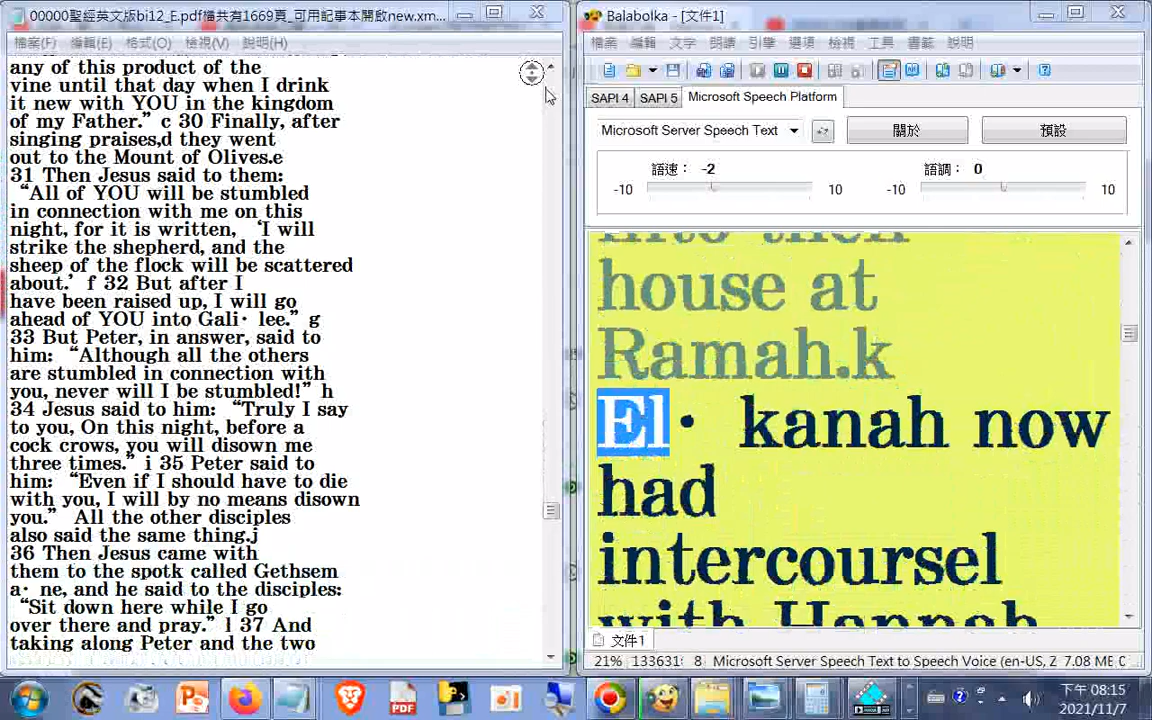 00000聖經英文版bi12_E.pdf檔共有1669頁_可用記事本開啟new.xm...
檔案(F) 編輯(E) 格式(O) 檢視(V) 說明(H)
any of this product of the
vine until that day when I drink
it new with YOU in the kingdom
of my Father.” c 30 Finally, after
singing praises,d they went
out to the Mount of Olives.e
31 Then Jesus said to them:
“All of YOU will be stumbled
in connection with me on this
night, for it is written, ‘I will
strike the shepherd, and the
sheep of the flock will be scattered
about.’ f 32 But after I
have been raised up, I will go
ahead of YOU into Gali· lee.” g
33 But Peter, in answer, said to
him: “Although all the others
are stumbled in connection with
you, never will I be stumbled!” h
34 Jesus said to him: “Truly I say
to you, On this night, before a
cock crows, you will disown me
three times.” i 35 Peter said to
him: “Even if I should have to die
with you, I will by no means disown
you.” All the other disciples
also said the same thing.j
36 Then Jesus came with
them to the spotk called Gethsem
a· ne, and he said to the disciples:
“Sit down here while I go
over there and pray.” l 37 And
taking along Peter and the two
Balabolka - [文件1]
檔案 編輯 文字 朗讀 引擎 選項 檢視 工具 書籤 說明
SAPI 4 SAPI 5 Microsoft Speech Platform
Microsoft Server Speech Text 關於 預設
語速： -2 語調： 0
-10 10 -10 10
into their
house at
Ramah.k
El· kanah now
had
intercoursel
with Hannah
文件1
21% 133631 8 Microsoft Server Speech Text to Speech Voice (en-US, Z 7.08 ME
PDF
下午 08:15
2021/11/7